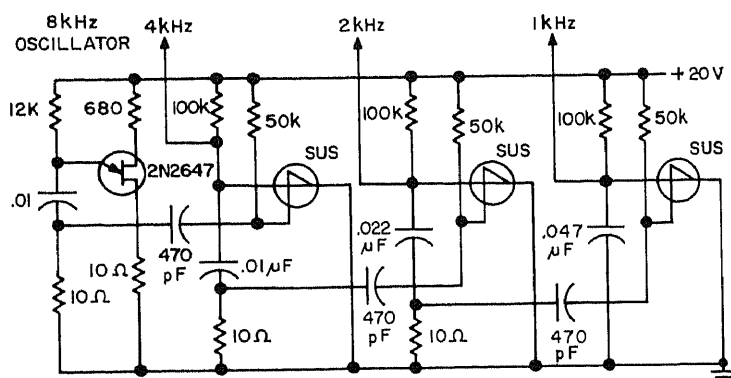 8kHz
OSCILLATOR
4kHz
2kHz
1kHz
+20V
12K
680
100k
50k
SUS
100k
50k
SUS
100k
50k
SUS
2N2647
.01
.022
μF
.047
μF
470
pF
.01μF
10Ω
10Ω
10Ω
470
pF
10Ω
470
pF